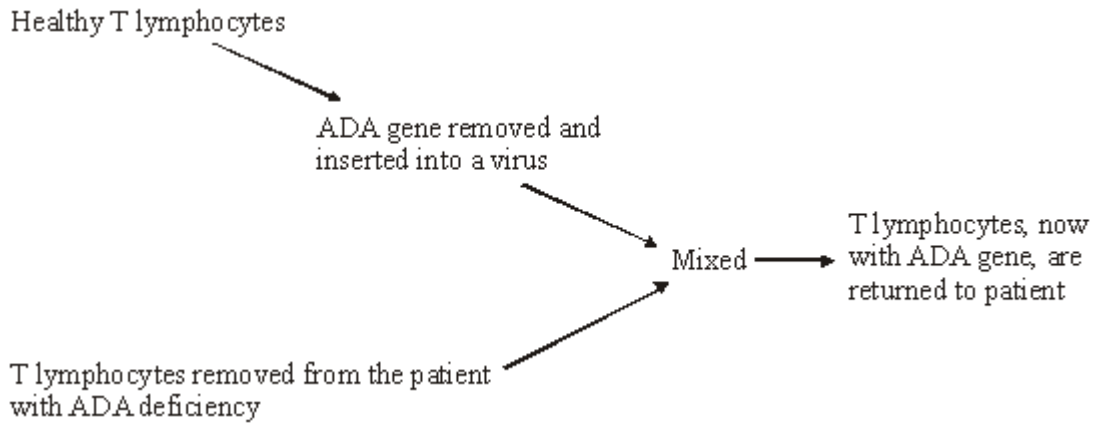 Healthy T lymphocytes
ADA gene removed and
inserted into a virus
Mixed
T lymphocytes, now
with ADA gene, are
returned to patient
T lymphocytes removed from the patient
with ADA deficiency